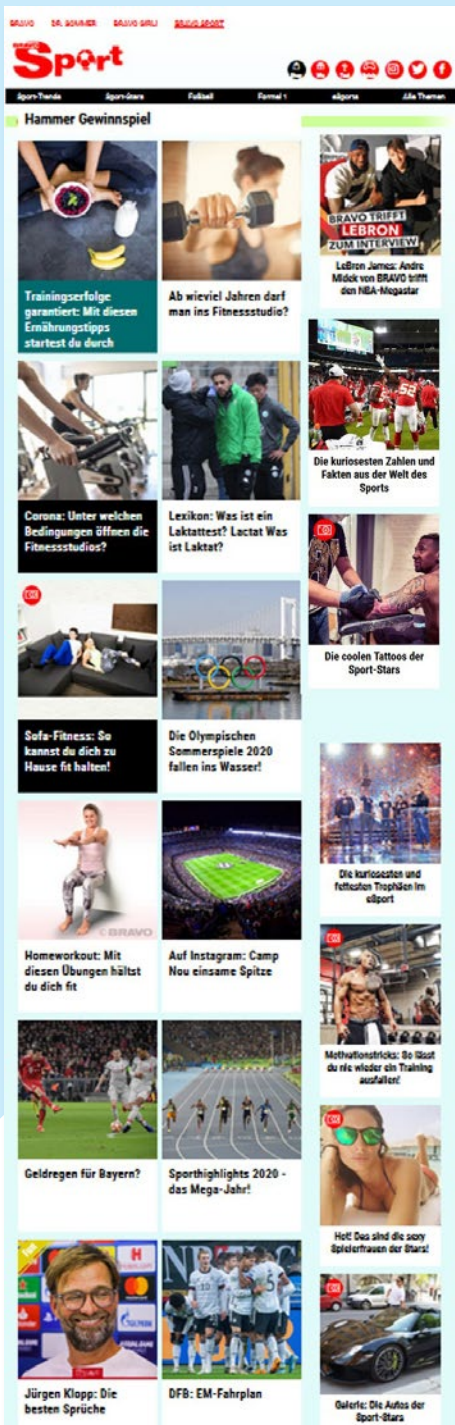 BRAVO DR. SOMMER BRAVO GIRL! BRAVO SPORT
BRAVO
Sport
Sport-Trends Sport-Stars Fußball Formel 1 eSports Alle Themen
Hammer Gewinnspiel
Trainingserfolge
garantiert: Mit diesen
Ernährungstipps
startest du durch
Ab wieviel Jahren darf
man ins Fitnessstudio?
Corona: Unter welchen
Bedingungen öffnen die
Fitnessstudios?
Lexikon: Was ist ein
Laktattest? Lactat Was
ist Laktat?
Sofa-Fitness: So
kannst du dich zu
Hause fit halten!
Die Olympischen
Sommerspiele 2020
fallen ins Wasser!
©BRAVO
Homeworkout: Mit
diesen Übungen hältst
du dich fit
Auf Instagram: Camp
Nou einsame Spitze
Geldregen für Bayern?
Sporthighlights 2020 -
das Mega-Jahr!
Fun
Jürgen Klopp: Die
besten Sprüche
DFB: EM-Fahrplan
BRAVO TRIFFT
LEBRON
ZUM INTERVIEW
LeBron James: Andre
Midek von BRAVO trifft
den NBA-Megastar
52
Die kuriosesten Zahlen und
Fakten aus der Welt des
Sports
Die coolen Tattoos der
Sport-Stars
Die kuriosesten und
fettesten Trophäen im
eSport
Motivationstricks: So lässt
du nie wieder ein Training
ausfallen!
Hot! Das sind die sexy
Spielerfrauen der Stars!
Galerie: Die Autos der
Sport-Stars